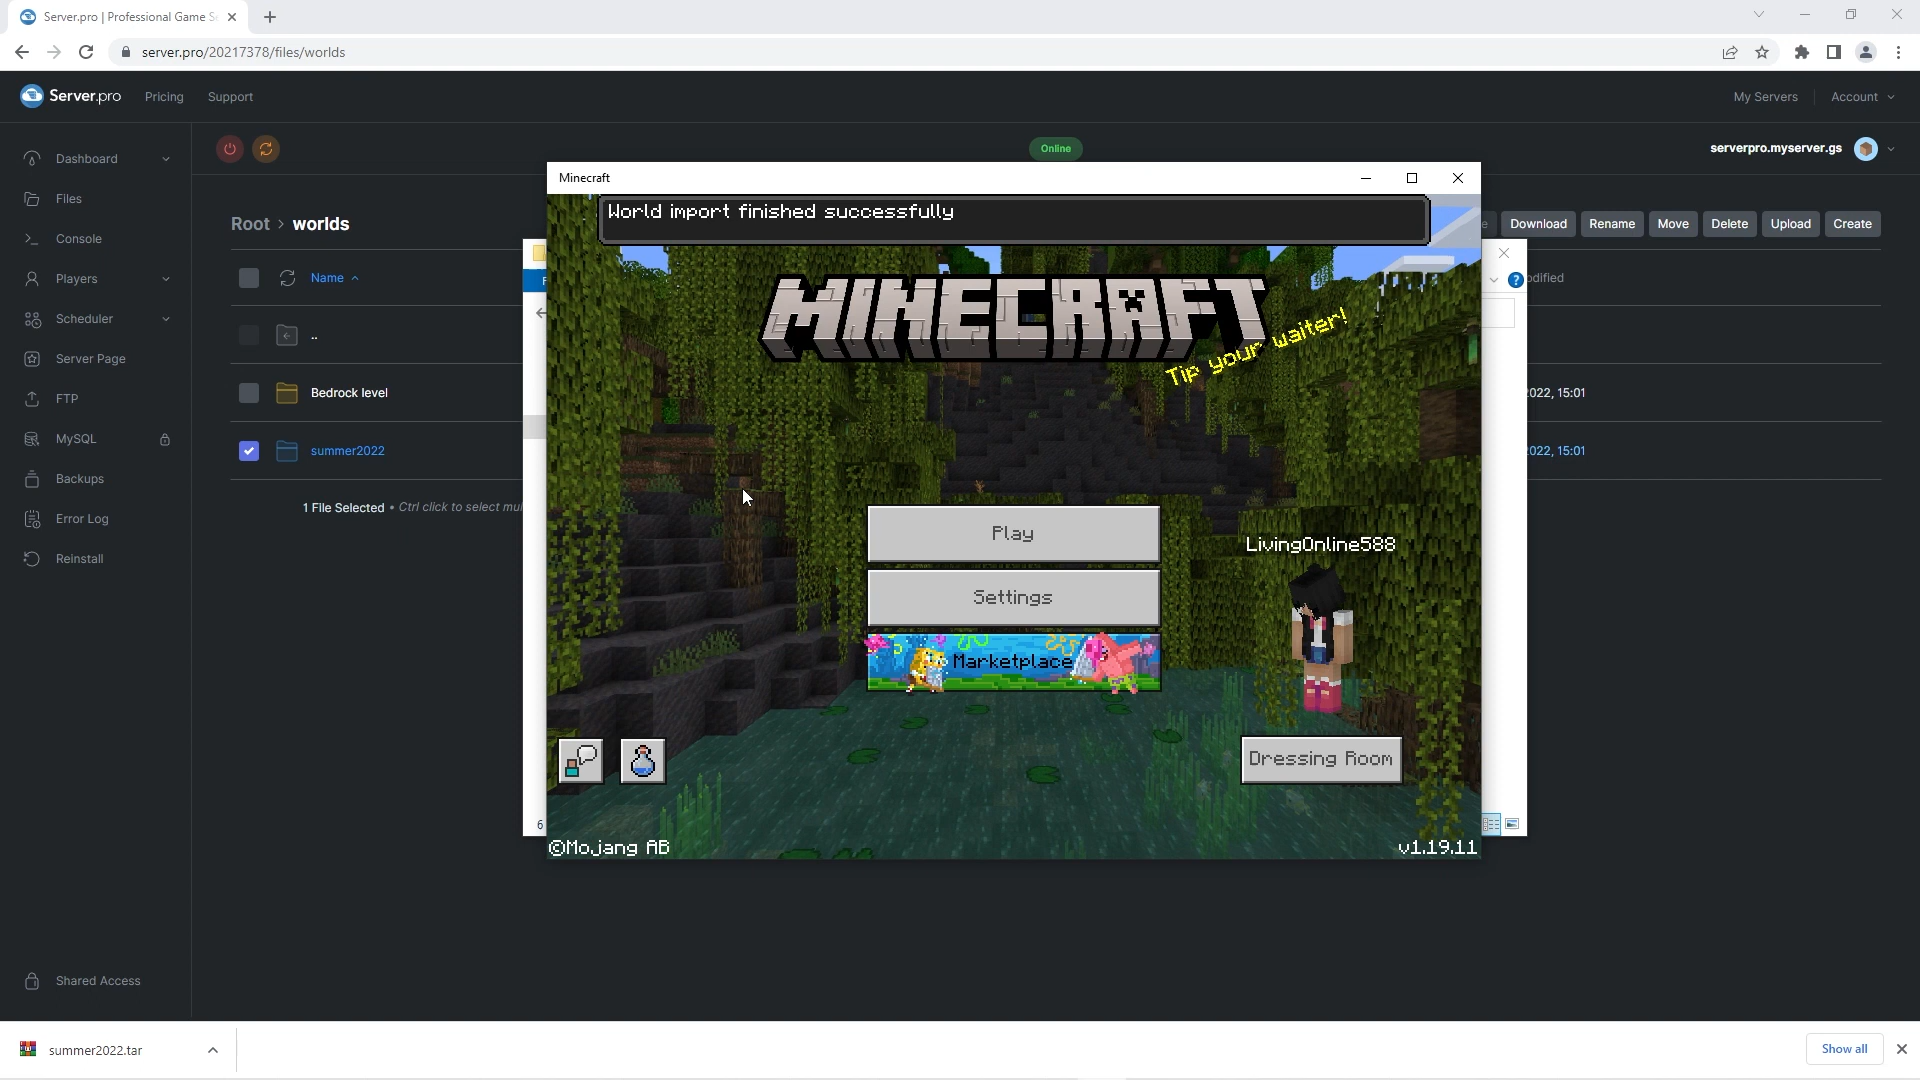 Server.pro | Professional Game S
server.pro/20217378/files/worlds
Server.pro
Pricing
Support
My Servers
Account
Dashboard
Files
Console
Players
Scheduler
Server Page
FTP
MySQL
Backups
Error Log
Reinstall
Shared Access
Online
serverpro.myserver.gs
Root > worlds
Download
Rename
Move
Delete
Upload
Create
Name
odified
..
Bedrock level
022, 15:01
summer2022
022, 15:01
1 File Selected • Ctrl click to select mul
6
Minecraft
World import finished successfully
MINECRAFT
Tip your waiter!
Play
Settings
Marketplace
LivingOnline588
Dressing Room
©Mojang AB
v1.19.11
summer2022.tar
Show all